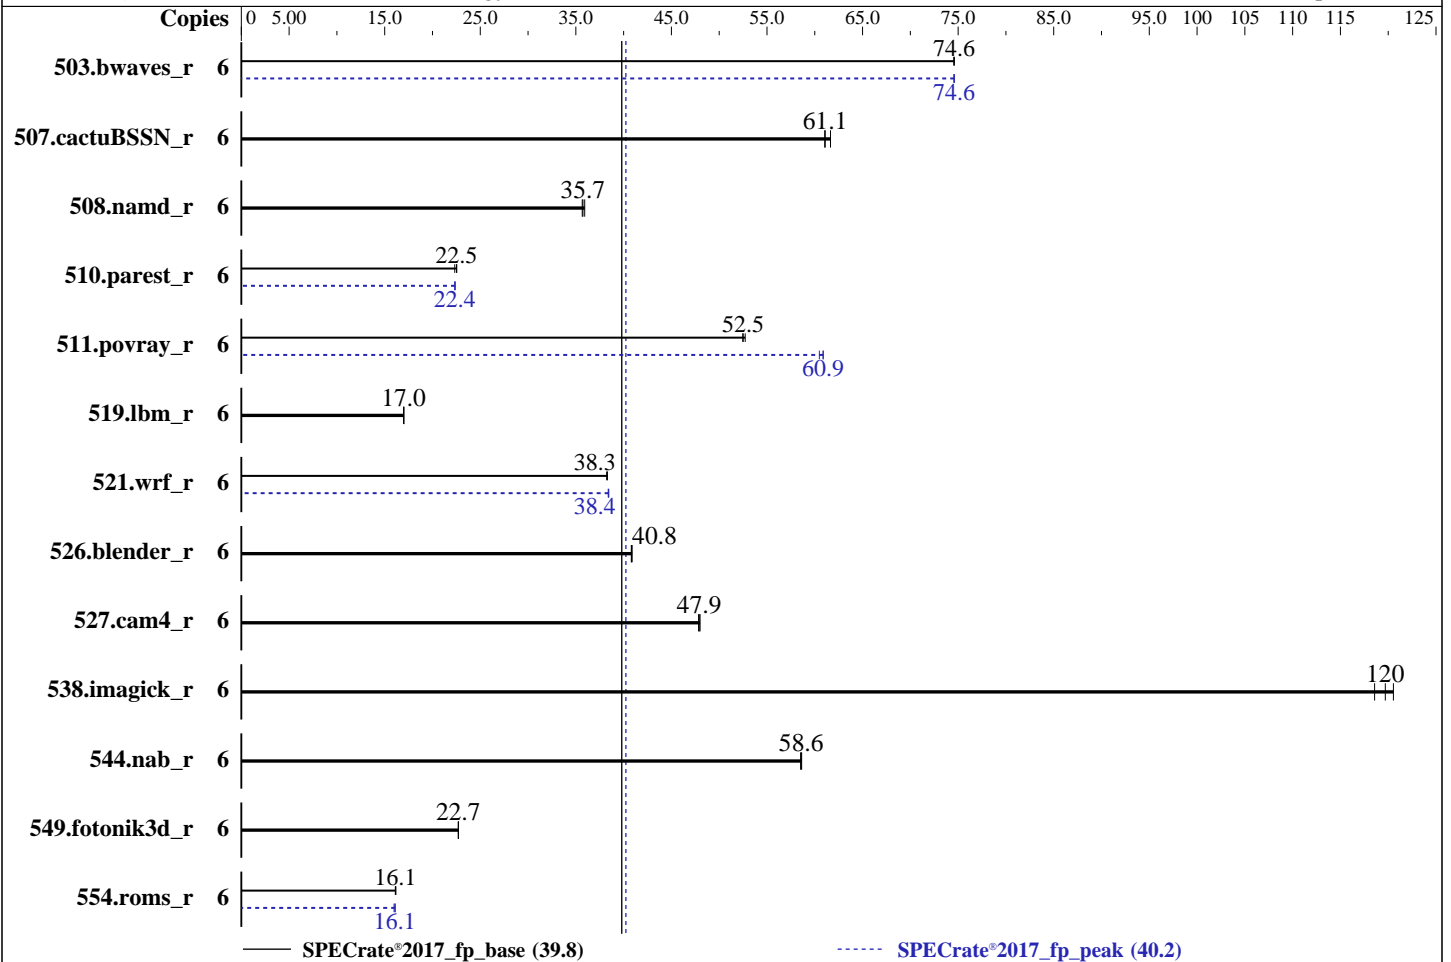 Copies 0 5.00 15.0 25.0 35.0 45.0 55.0 65.0 75.0 85.0 95.0 100 105 110 115 125
503.bwaves_r 6 74.6
74.6
507.cactuBSSN_r 6 61.1
508.namd_r 6 35.7
510.parest_r 6 22.5
22.4
511.povray_r 6 52.5
60.9
519.lbm_r 6 17.0
521.wrf_r 6 38.3
38.4
526.blender_r 6 40.8
527.cam4_r 6 47.9
538.imagick_r 6 120
544.nab_r 6 58.6
549.fotonik3d_r 6 22.7
554.roms_r 6 16.1
16.1
SPECrate®2017_fp_base (39.8) SPECrate®2017_fp_peak (40.2)